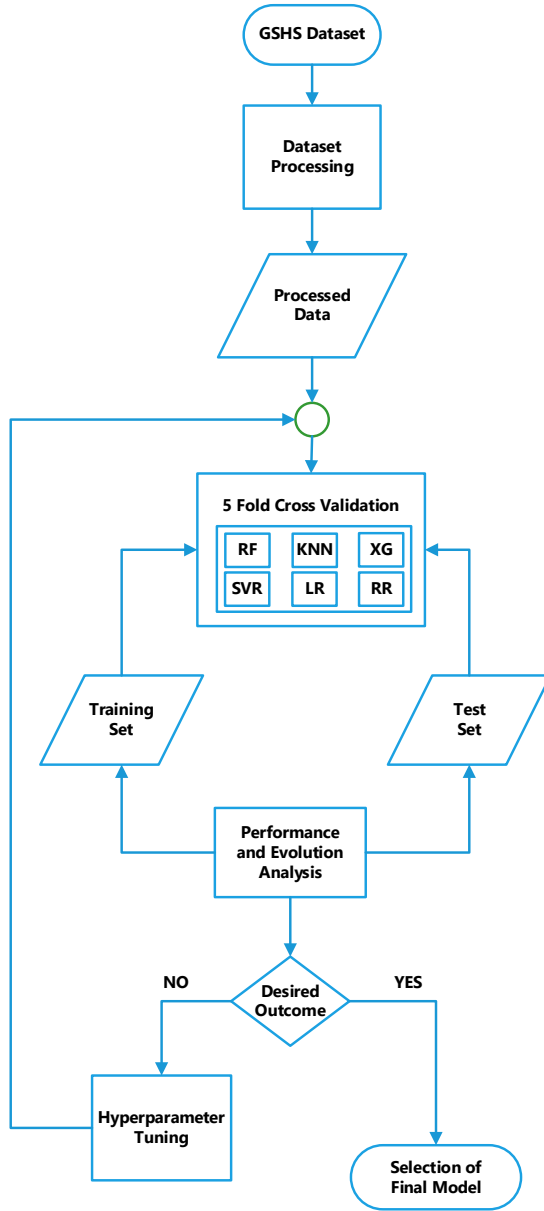 GSHS Dataset
Dataset
Processing
Processed
Data
5 Fold Cross Validation
RF KNN XG
SVR LR RR
Training
Set
Test
Set
Performance
and Evolution
Analysis
NO
Desired
Outcome
YES
Hyperparameter
Tuning
Selection of
Final Model